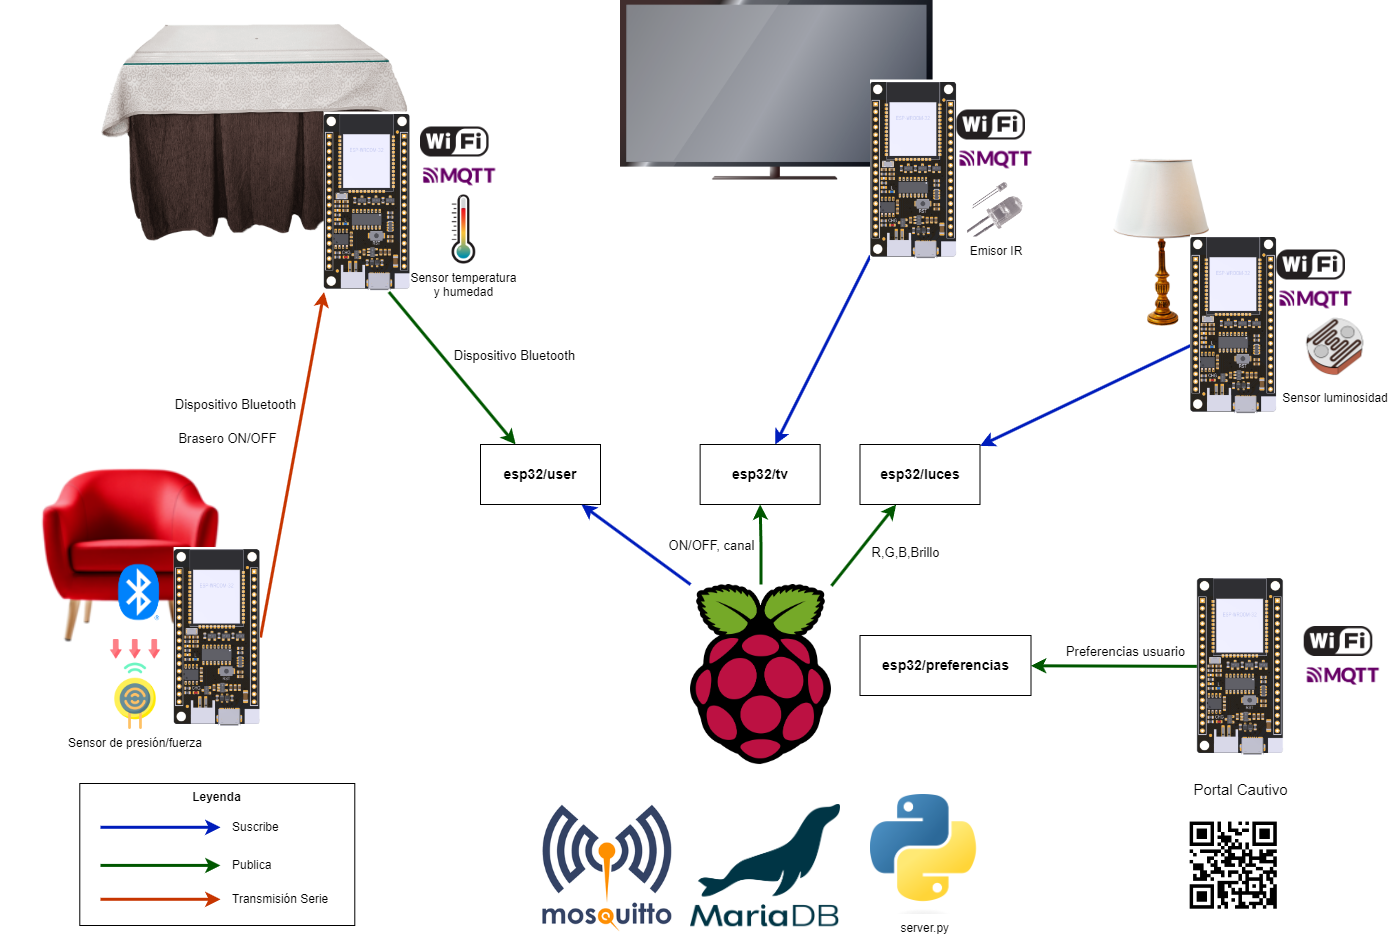 Wi Fi
MQTT
Sensor temperatura
y humedad
Wi Fi
MQTT
Emisor IR
Wi Fi
MQTT
Sensor luminosidad
Dispositivo Bluetooth
Dispositivo Bluetooth
Brasero ON/OFF
esp32/user
esp32/tv
esp32/luces
ON/OFF, canal
R,G,B,Brillo
Sensor de presión/fuerza
esp32/preferencias
Preferencias usuario
Wi Fi
MQTT
Portal Cautivo
Leyenda
Suscribe
Publica
Transmisión Serie
mosquitto
MariaDB
server.py